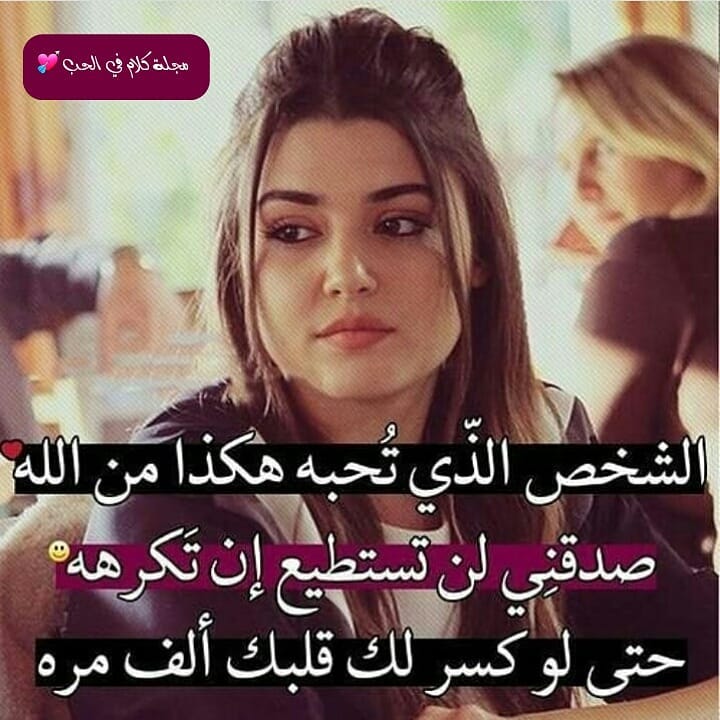 مجلة كلام في الحب 💘
الشخص الذّي تُحبه هكذا من الله ❤
صدقنِي لن تستطيع إن تَكرهه 🙂
حتى لو كسر لك قلبك ألف مره